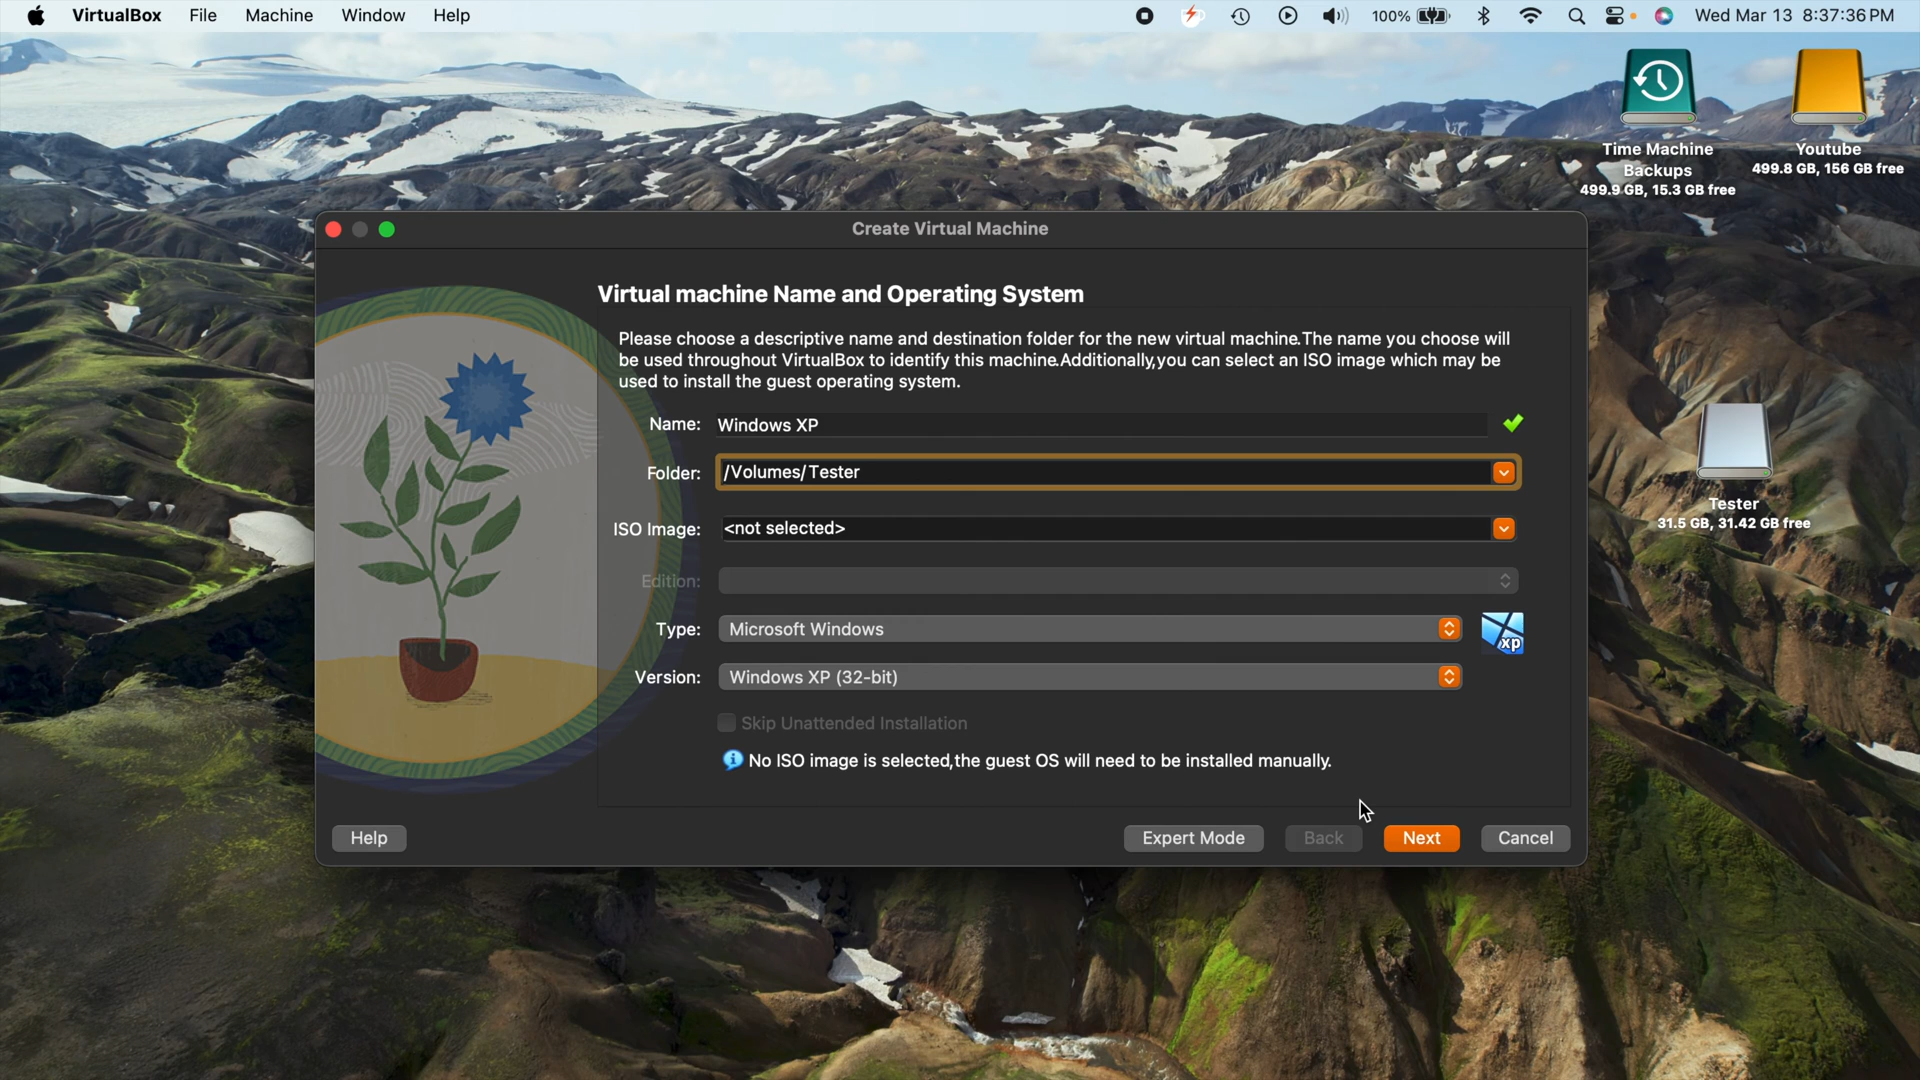 VirtualBox File Machine Window Help 100% Wed Mar 13 8:37:36 PM
Time Machine
Backups
499.9 GB, 15.3 GB free
Youtube
499.8 GB, 156 GB free
Create Virtual Machine
Virtual machine Name and Operating System
Please choose a descriptive name and destination folder for the new virtual machine.The name you choose will
be used throughout VirtualBox to identify this machine.Additionally,you can select an ISO image which may be
used to install the guest operating system.
Name: Windows XP
Folder: /Volumes/Tester
ISO Image: <not selected>
Edition:
Type: Microsoft Windows
xp
Version: Windows XP (32-bit)
Skip Unattended Installation
No ISO image is selected,the guest OS will need to be installed manually.
Help Expert Mode Back Next Cancel
Tester
31.5 GB, 31.42 GB free